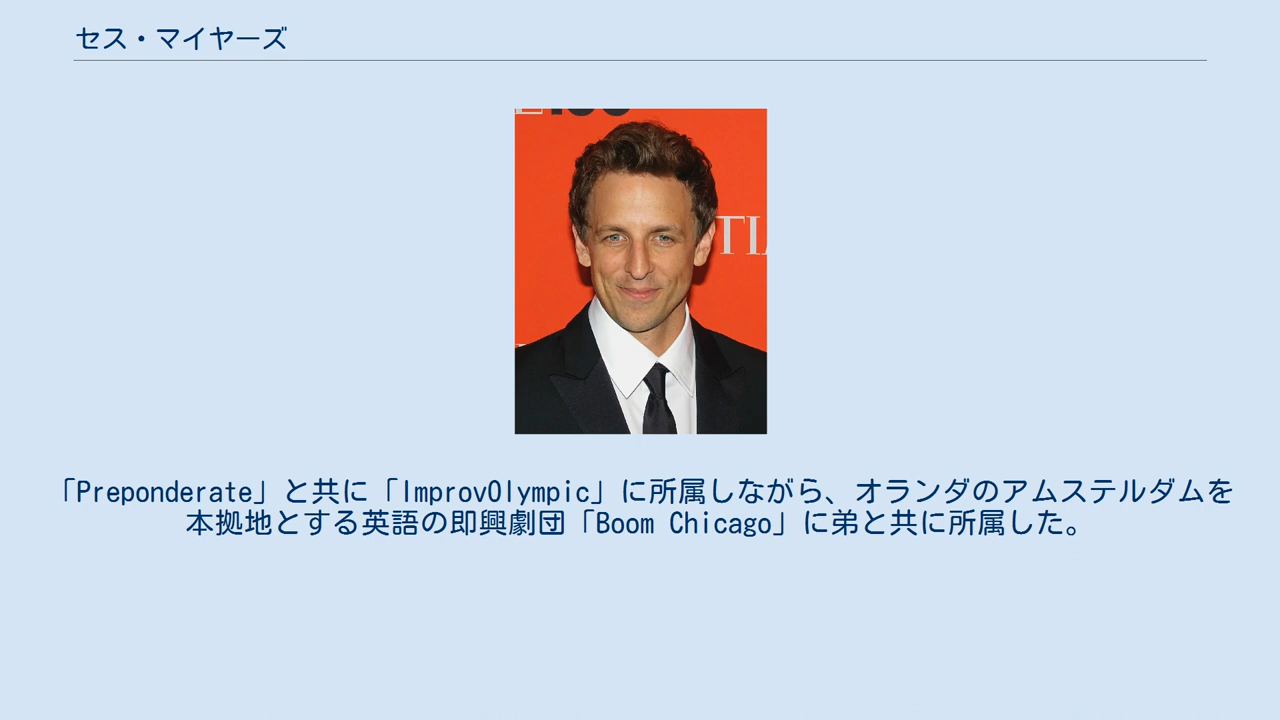 セス・マイヤーズ
TI
「Preponderate」と共に「ImprovOlympic」に所属しながら、オランダのアムステルダムを
本拠地とする英語の即興劇団「Boom Chicago」に弟と共に所属した。